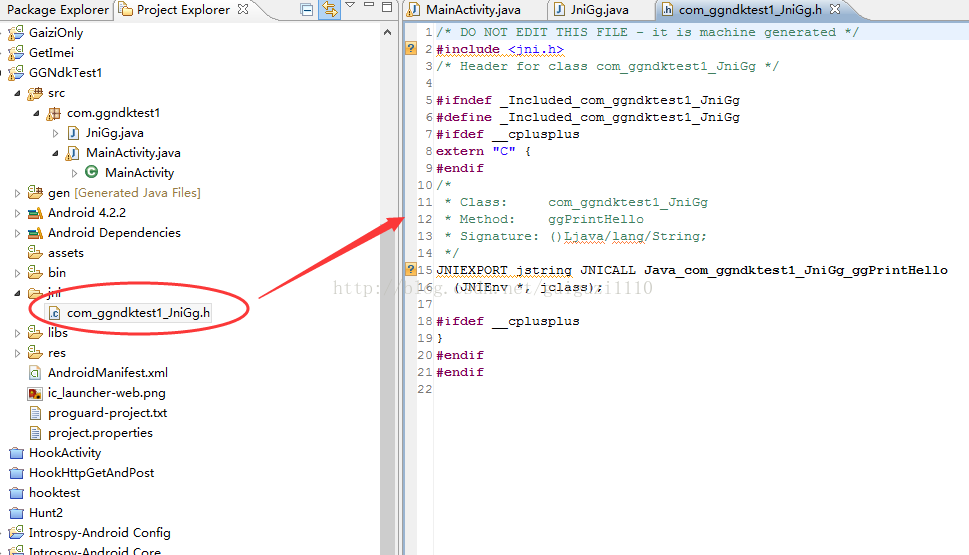 Package Explorer
Project Explorer
GaiziOnly
GetImei
GGNdkTest1
src
com.ggndktest1
JniGg.java
MainActivity.java
MainActivity
gen [Generated Java Files]
Android 4.2.2
Android Dependencies
assets
bin
jni
com_ggndktest1_JniGg.h
libs
res
AndroidManifest.xml
ic_launcher-web.png
proguard-project.txt
project.properties
HookActivity
HookHttpGetAndPost
hooktest
Hunt2
Introspy-Android Config
Introspy-Android Core
MainActivity.java
JniGg.java
com_ggndktest1_JniGg.h
1 /* DO NOT EDIT THIS FILE - it is machine generated */
2 #include <jni.h>
3 /* Header for class com_ggndktest1_JniGg */
4
5 #ifndef _Included_com_ggndktest1_JniGg
6 #define _Included_com_ggndktest1_JniGg
7 #ifdef __cplusplus
8 extern "C" {
9 #endif
10 /*
11 * Class: com_ggndktest1_JniGg
12 * Method: ggPrintHello
13 * Signature: ()Ljava/lang/String;
14 */
15 JNIEXPORT jstring JNICALL Java_com_ggndktest1_JniGg_ggPrintHello
16 (JNIEnv *, jclass);
17
18 #ifdef __cplusplus
19 }
20 #endif
21 #endif
22